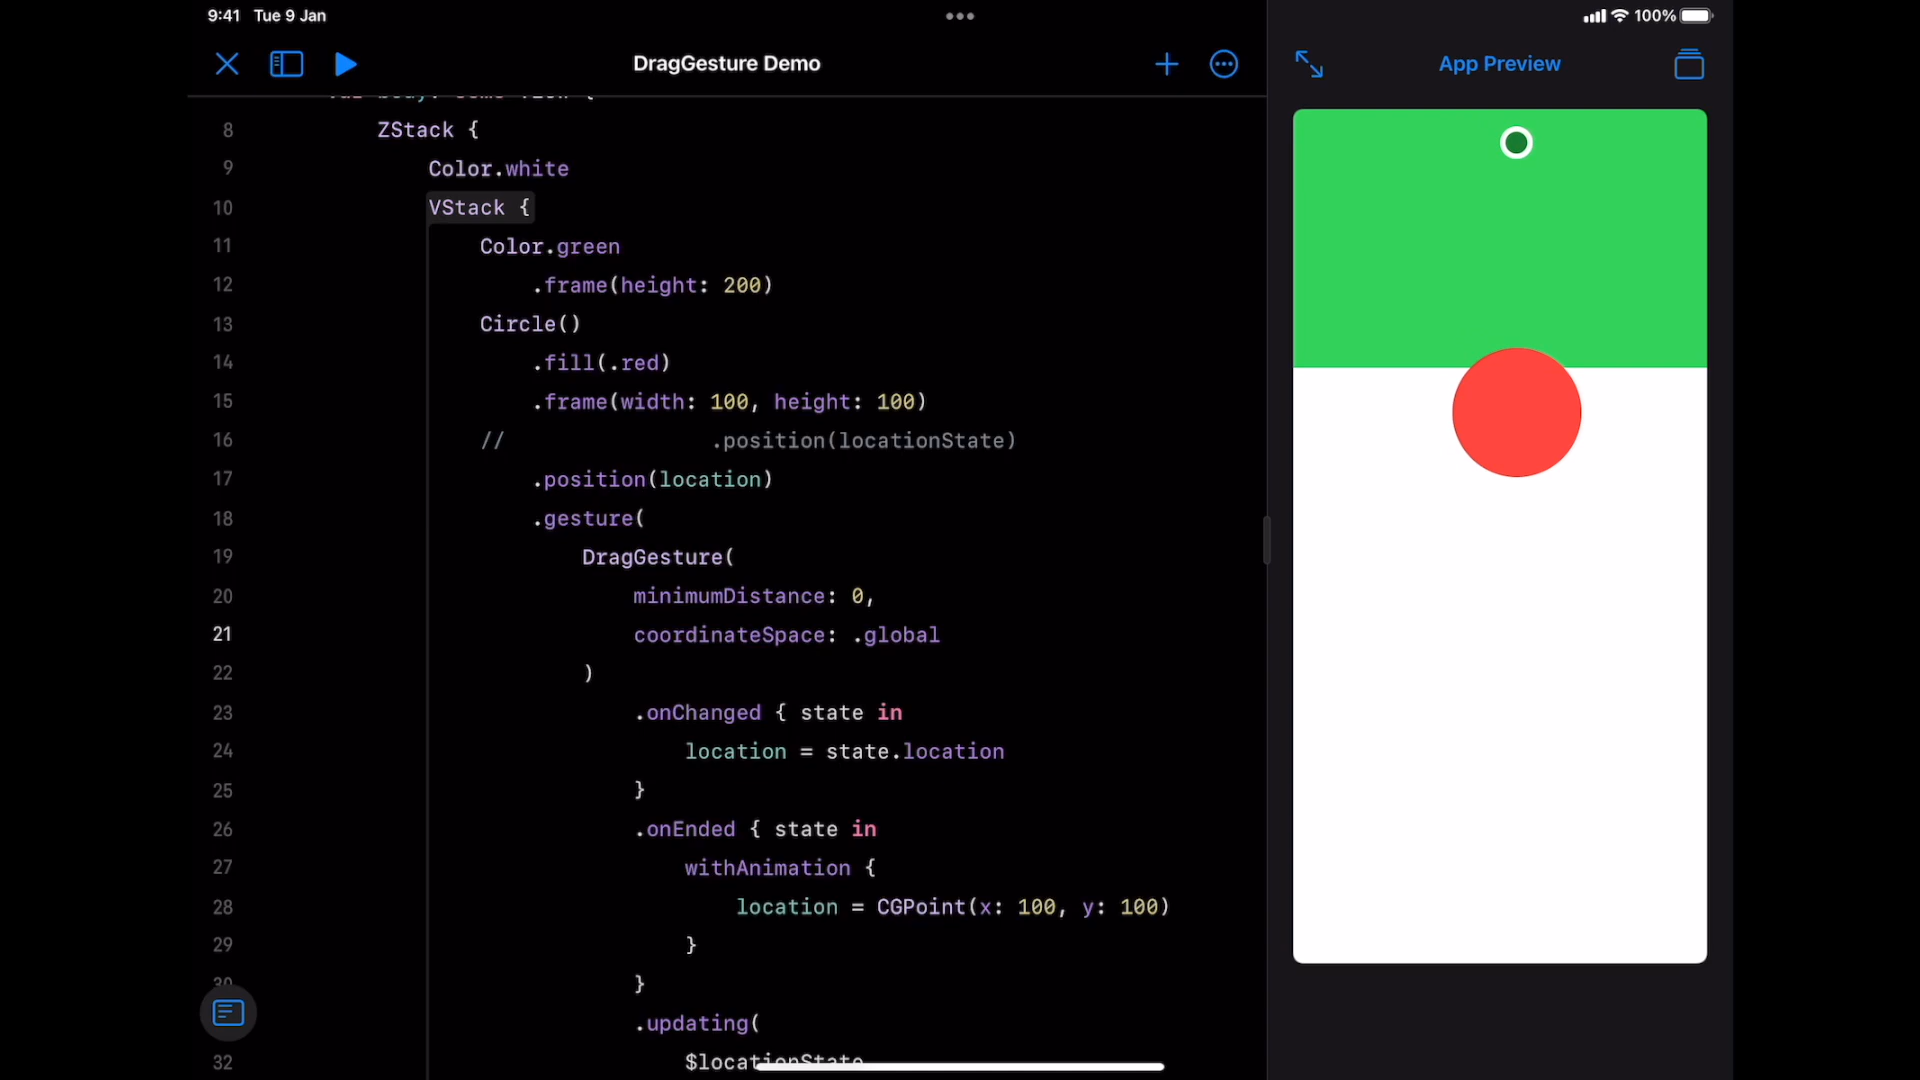 9:41 Tue 9 Jan
100%
DragGesture Demo
App Preview
8 ZStack {
9 Color.white
10 VStack {
11 Color.green
12 .frame(height: 200)
13 Circle()
14 .fill(.red)
15 .frame(width: 100, height: 100)
16 // .position(locationState)
17 .position(location)
18 .gesture(
19 DragGesture(
20 minimumDistance: 0,
21 coordinateSpace: .global
22 )
23 .onChanged { state in
24 location = state.location
25 }
26 .onEnded { state in
27 withAnimation {
28 location = CGPoint(x: 100, y: 100)
29 }
30 }
.updating(
32 $locationState